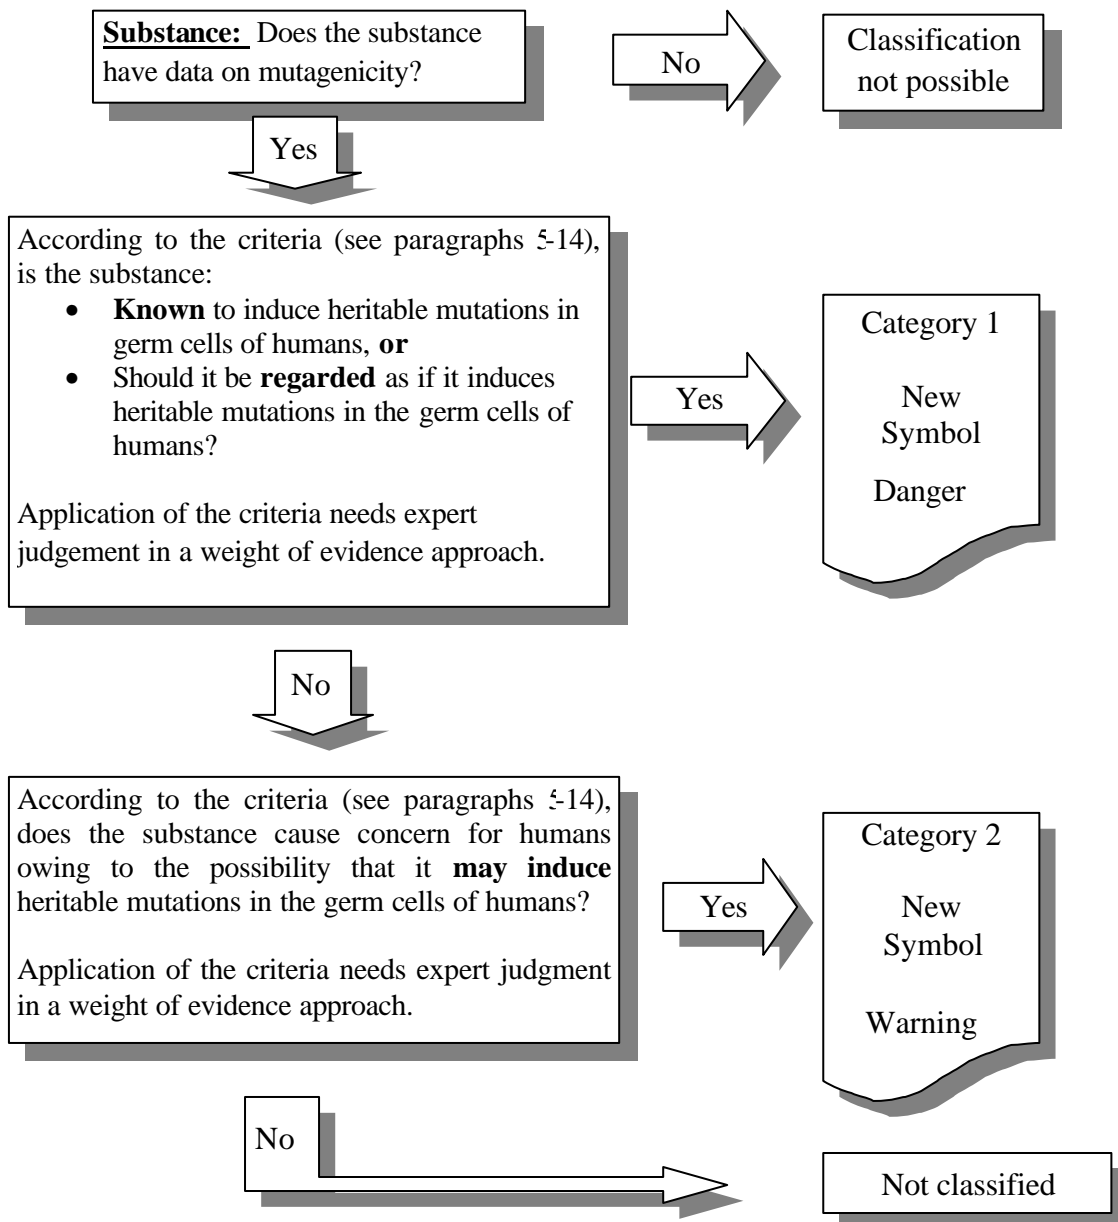 Substance: Does the substance
have data on mutagenicity?
No
Classification
not possible
Yes
According to the criteria (see paragraphs 5-14),
is the substance:
• Known to induce heritable mutations in
germ cells of humans, or
• Should it be regarded as if it induces
heritable mutations in the germ cells of
humans?
Application of the criteria needs expert
judgement in a weight of evidence approach.
Yes
Category 1
New
Symbol
Danger
No
According to the criteria (see paragraphs 5-14),
does the substance cause concern for humans
owing to the possibility that it may induce
heritable mutations in the germ cells of humans?
Application of the criteria needs expert judgment
in a weight of evidence approach.
Yes
Category 2
New
Symbol
Warning
No
Not classified